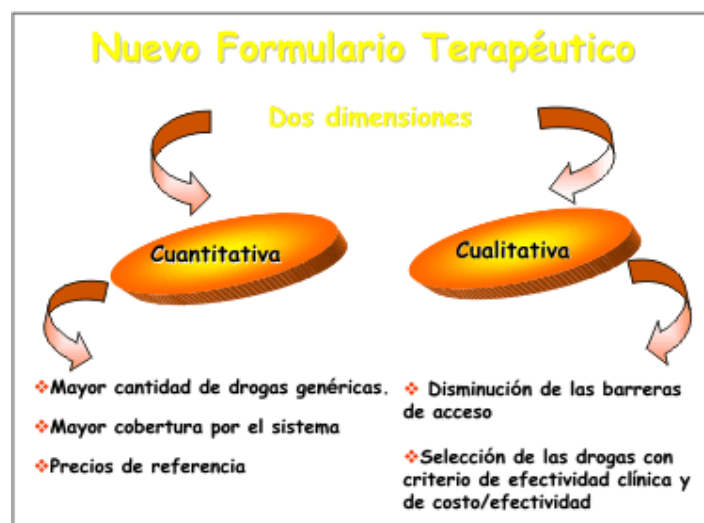 Nuevo Formulario Terapéutico
Dos dimensiones
Cuantitativa
Cualitativa
❖Mayor cantidad de drogas genéricas.
❖Mayor cobertura por el sistema
❖Precios de referencia
❖ Disminución de las barreras
de acceso
❖Selección de las drogas con
criterio de efectividad clínica y
de costo/efectividad